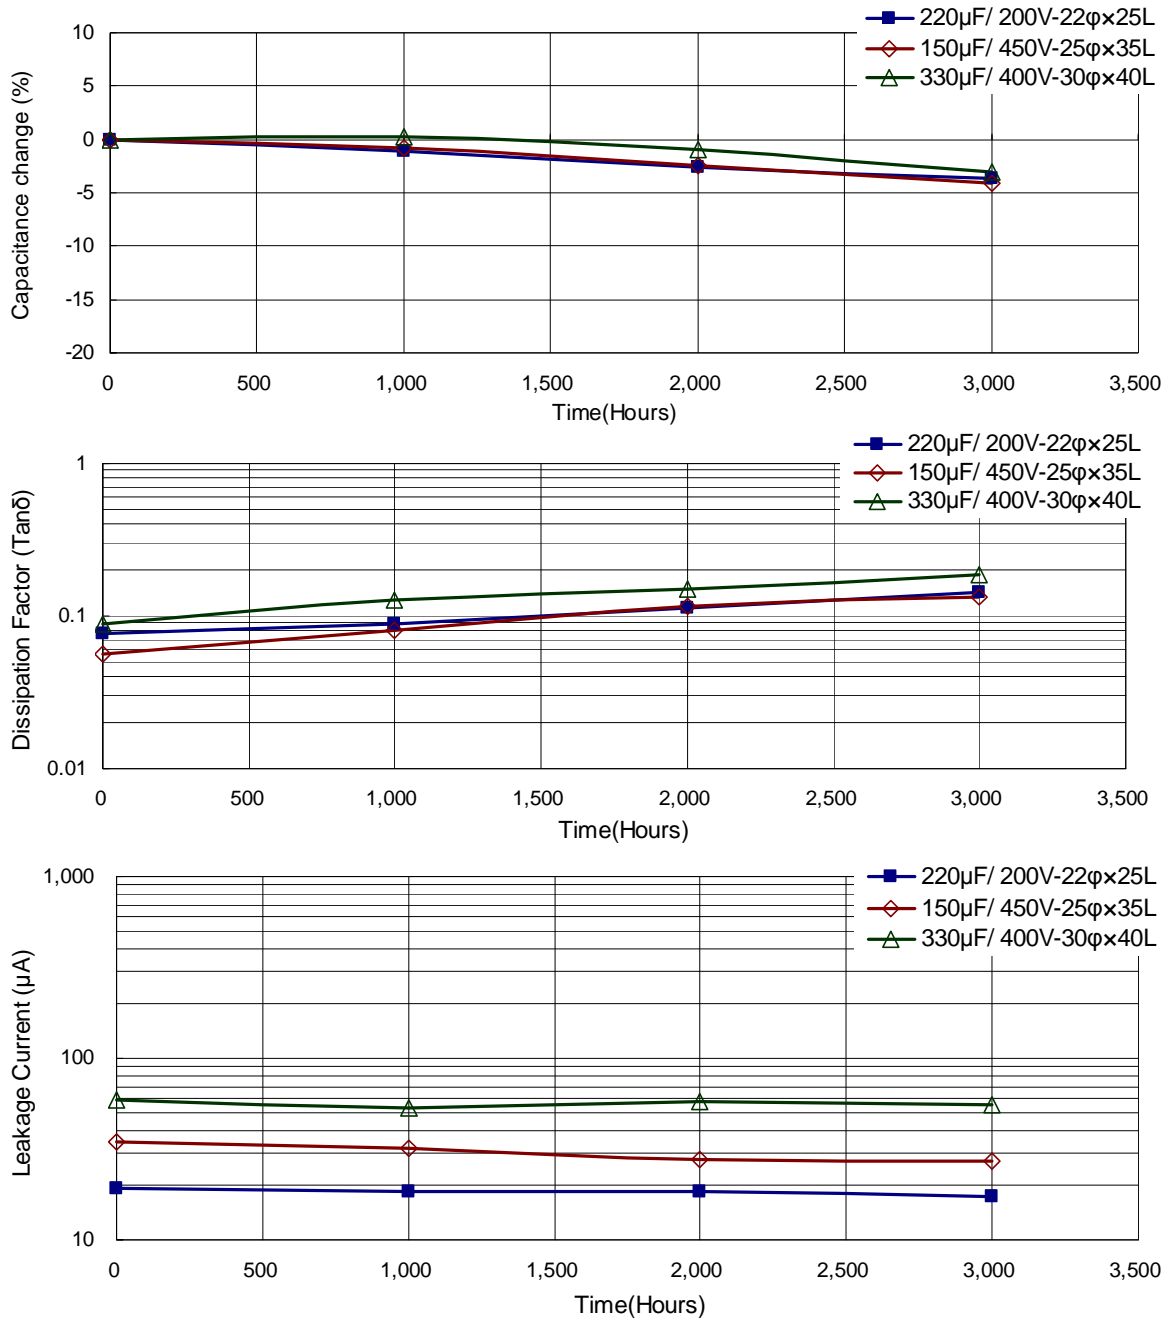 220µF/ 200V-22φ×25L
150µF/ 450V-25φ×35L
330µF/ 400V-30φ×40L
Capacitance change (%)
10
5
0
-5
-10
-15
-20
0 500 1,000 1,500 2,000 2,500 3,000 3,500
Time(Hours)
220µF/ 200V-22φ×25L
150µF/ 450V-25φ×35L
330µF/ 400V-30φ×40L
Dissipation Factor (Tanδ)
1
0.1
0.01
0 500 1,000 1,500 2,000 2,500 3,000 3,500
Time(Hours)
220µF/ 200V-22φ×25L
150µF/ 450V-25φ×35L
330µF/ 400V-30φ×40L
Leakage Current (µA)
1,000
100
10
0 500 1,000 1,500 2,000 2,500 3,000 3,500
Time(Hours)